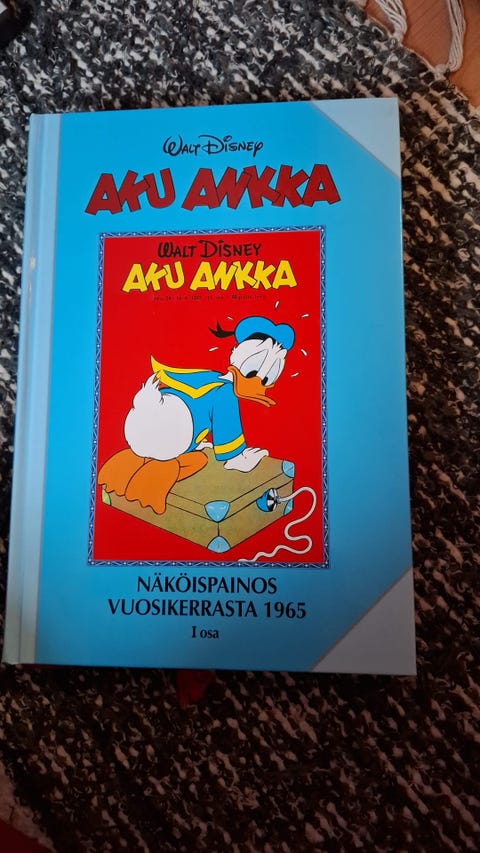 WALT DISNEY
AKU ANKKA
WALT DISNEY
AKU ANKKA
NÄKÖISPAINOS
VUOSIKERRASTA 1965
I osa